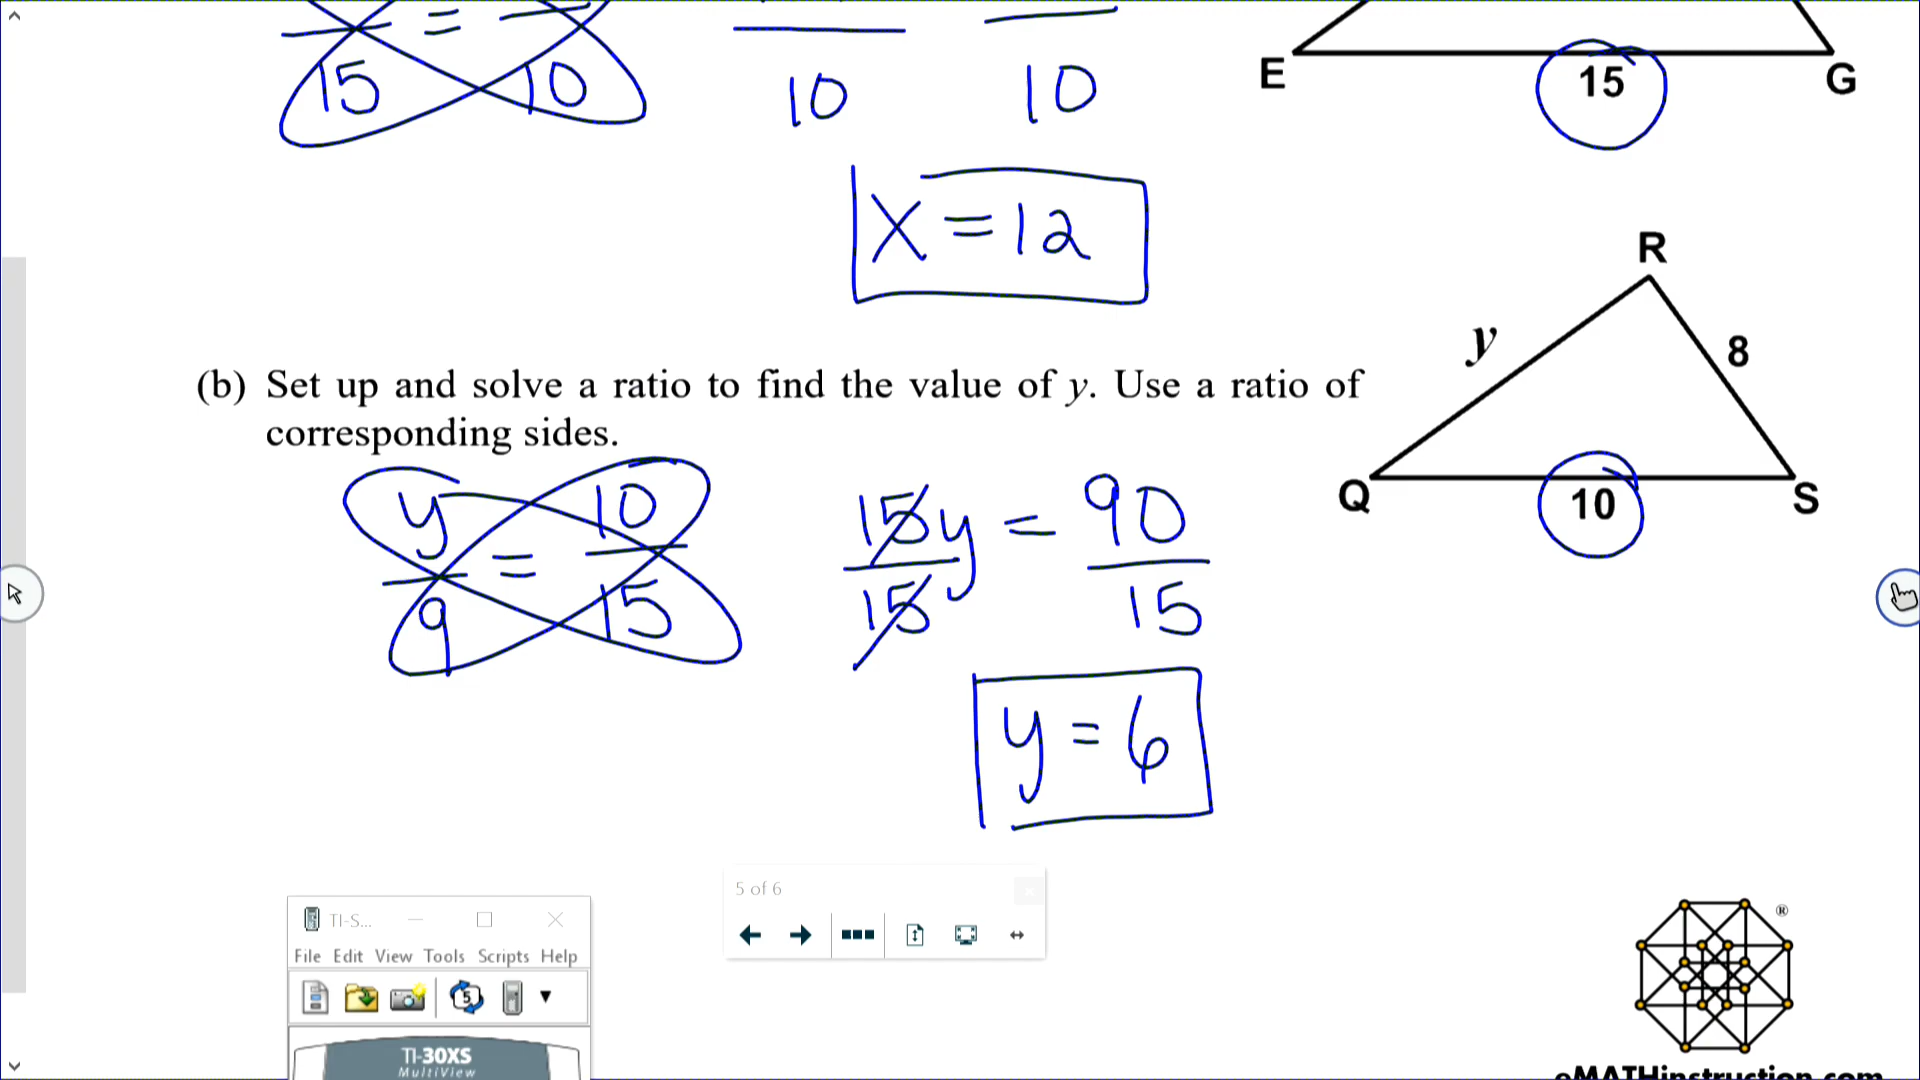 =
15 10 10 10
E 15 G
x = 12
R
y 8
(b) Set up and solve a ratio to find the value of y. Use a ratio of
corresponding sides.
Q 10 S
y/9 = 10/15
15y/15 = 90/15
y = 6
5 of 6
TI-S...
File Edit View Tools Scripts Help
5
TI-30XS
MultiView
®
eMATHinstruction.com